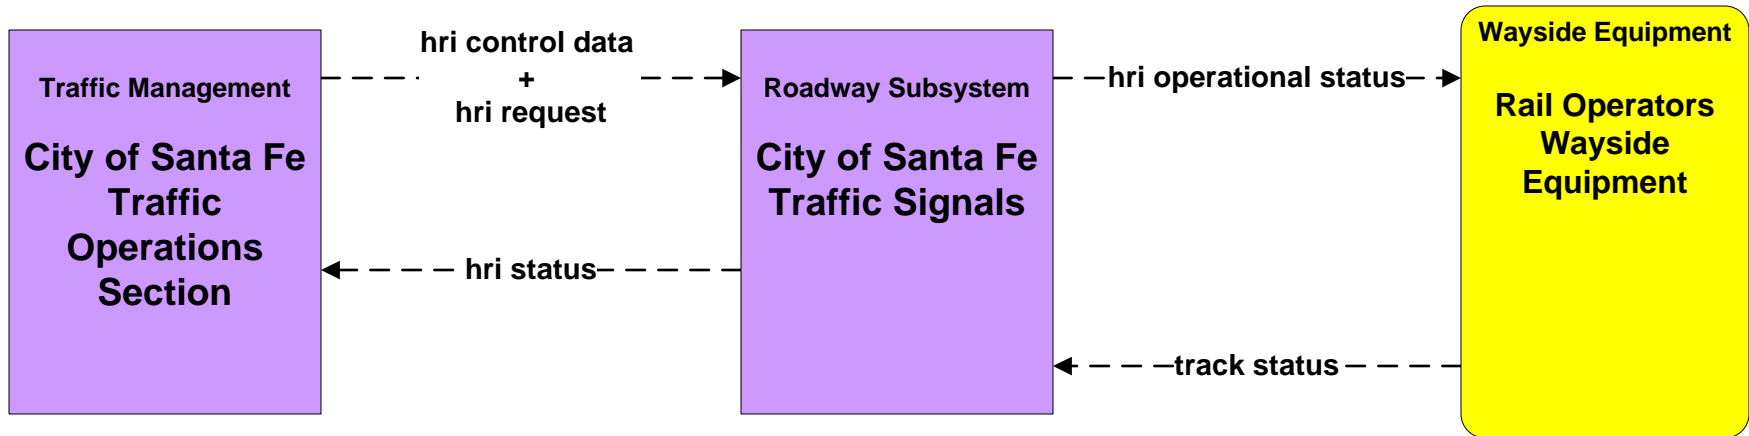 Traffic Management
City of Santa Fe
Traffic
Operations
Section
hri control data
+
hri request
hri status
Roadway Subsystem
City of Santa Fe
Traffic Signals
hri operational status
track status
Wayside Equipment
Rail Operators
Wayside
Equipment